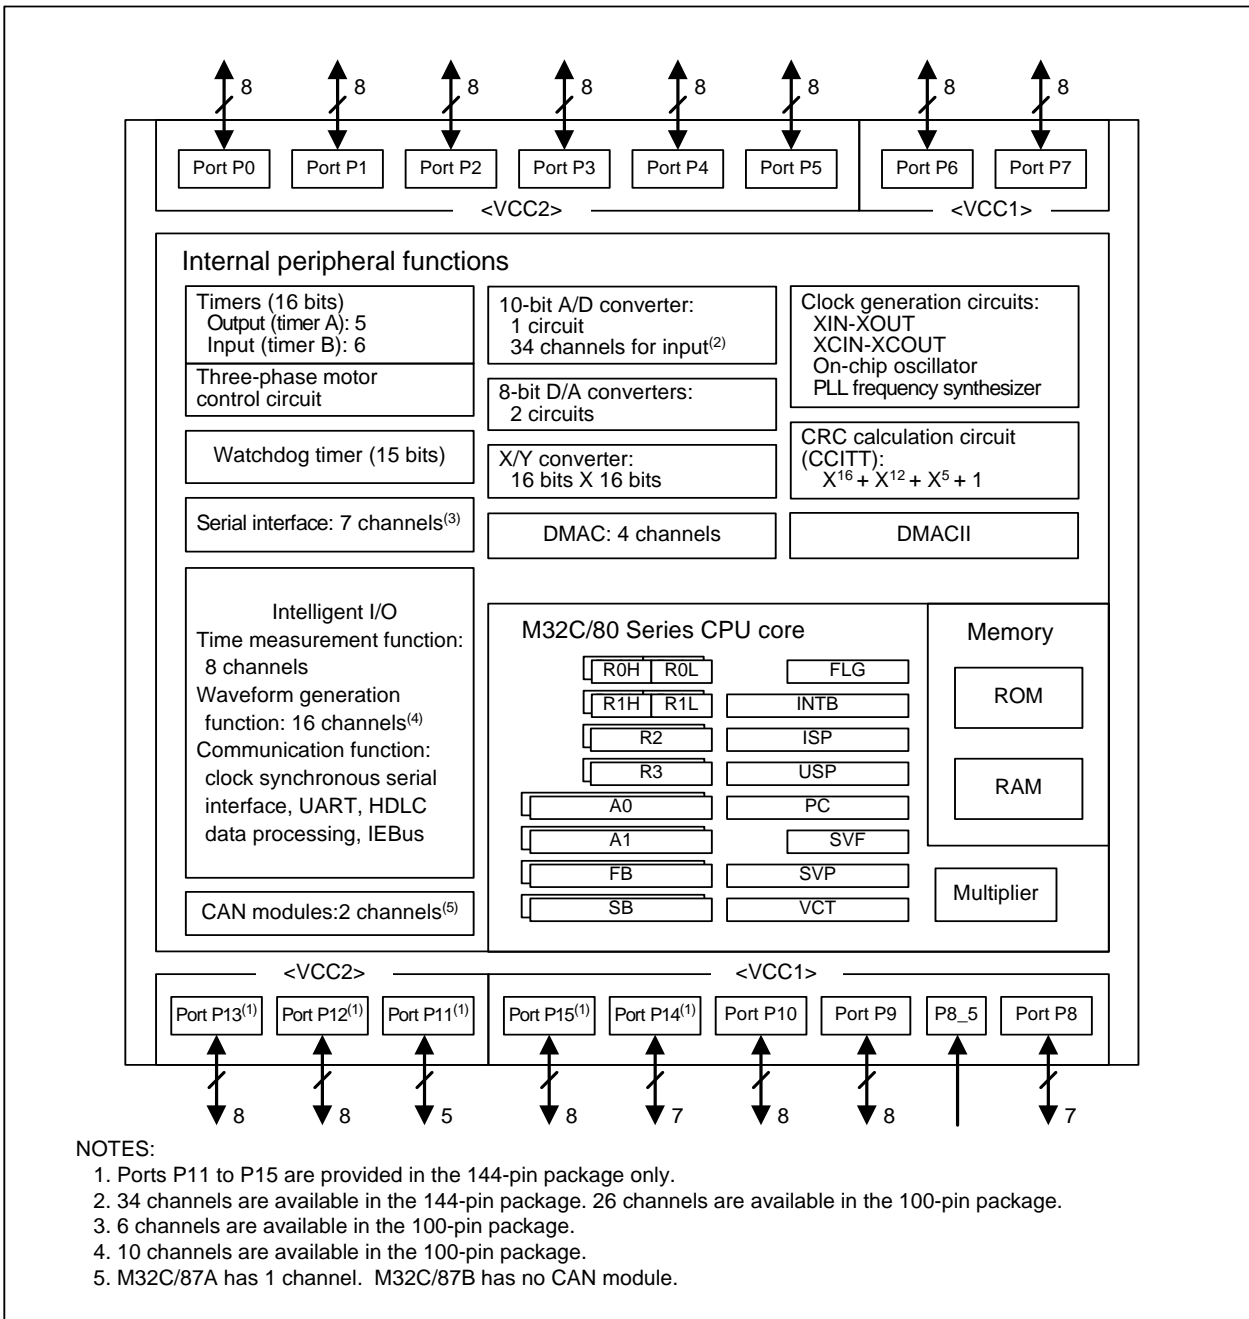 8 8 8 8 8 8 8 8
Port P0 Port P1 Port P2 Port P3 Port P4 Port P5 Port P6 Port P7
<VCC2> <VCC1>
Internal peripheral functions
Timers (16 bits)
Output (timer A): 5
Input (timer B): 6
Three-phase motor
control circuit
Watchdog timer (15 bits)
Serial interface: 7 channels(3)
Intelligent I/O
Time measurement function:
8 channels
Waveform generation
function: 16 channels(4)
Communication function:
clock synchronous serial
interface, UART, HDLC
data processing, IEBus
CAN modules:2 channels(5)
10-bit A/D converter:
1 circuit
34 channels for input(2)
8-bit D/A converters:
2 circuits
X/Y converter:
16 bits X 16 bits
DMAC: 4 channels
Clock generation circuits:
XIN-XOUT
XCIN-XCOUT
On-chip oscillator
PLL frequency synthesizer
CRC calculation circuit
(CCITT):
X16 + X12 + X5 + 1
DMACII
M32C/80 Series CPU core
R0H R0L FLG
R1H R1L INTB
R2 ISP
R3 USP
A0 PC
A1 SVF
FB SVP
SB VCT
Memory
ROM
RAM
Multiplier
<VCC2> <VCC1>
Port P13(1) Port P12(1) Port P11(1) Port P15(1) Port P14(1) Port P10 Port P9 P8_5 Port P8
8 8 5 8 7 8 8 7
NOTES:
1. Ports P11 to P15 are provided in the 144-pin package only.
2. 34 channels are available in the 144-pin package. 26 channels are available in the 100-pin package.
3. 6 channels are available in the 100-pin package.
4. 10 channels are available in the 100-pin package.
5. M32C/87A has 1 channel. M32C/87B has no CAN module.